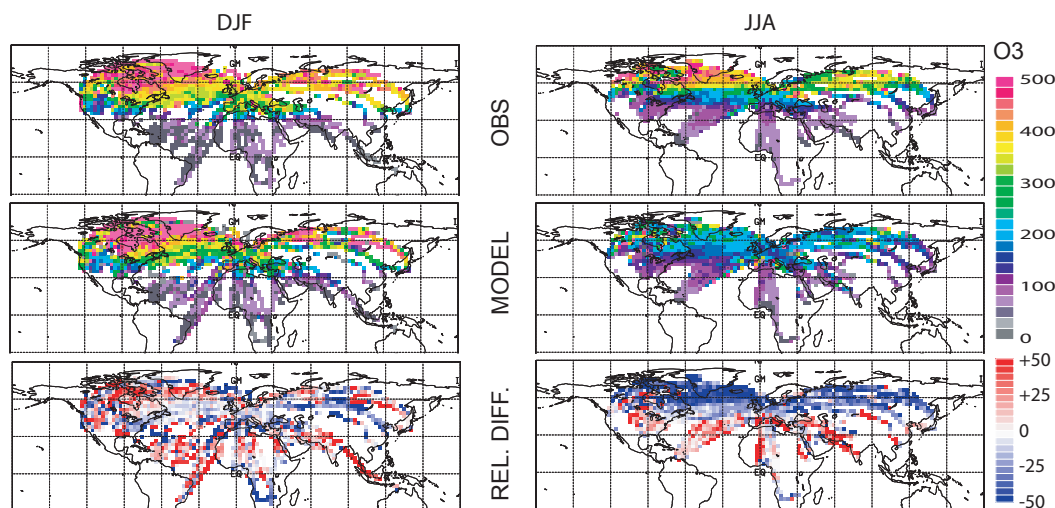 DJF
JJA
O3
GM
EQ
GM
EQ
OBS
500
400
300
200
100
0
GM
EQ
GM
EQ
MODEL
GM
EQ
GM
EQ
REL. DIFF.
+50
+25
0
-25
-50